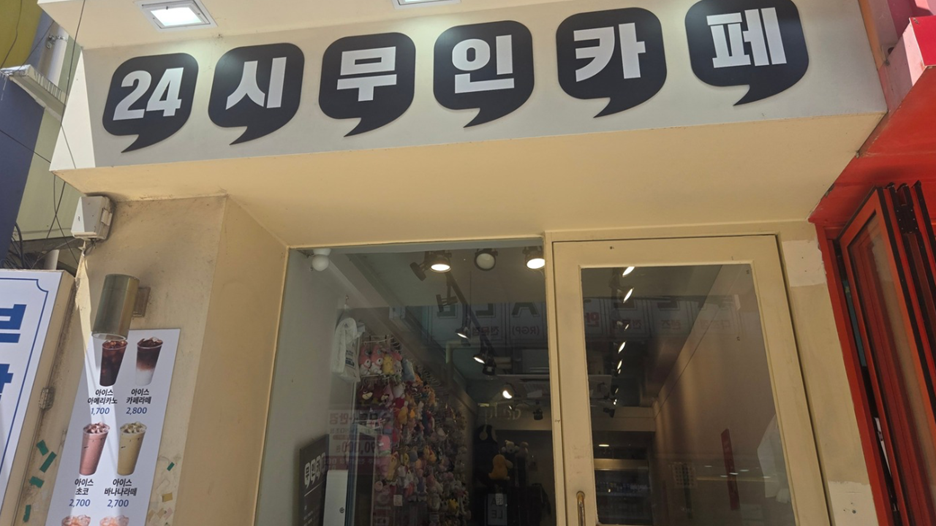 24시무인카페
아이스
아메리카노
1,700
아이스
카페라떼
2,800
아이스
초코
2,700
아이스
바나나라떼
2,700